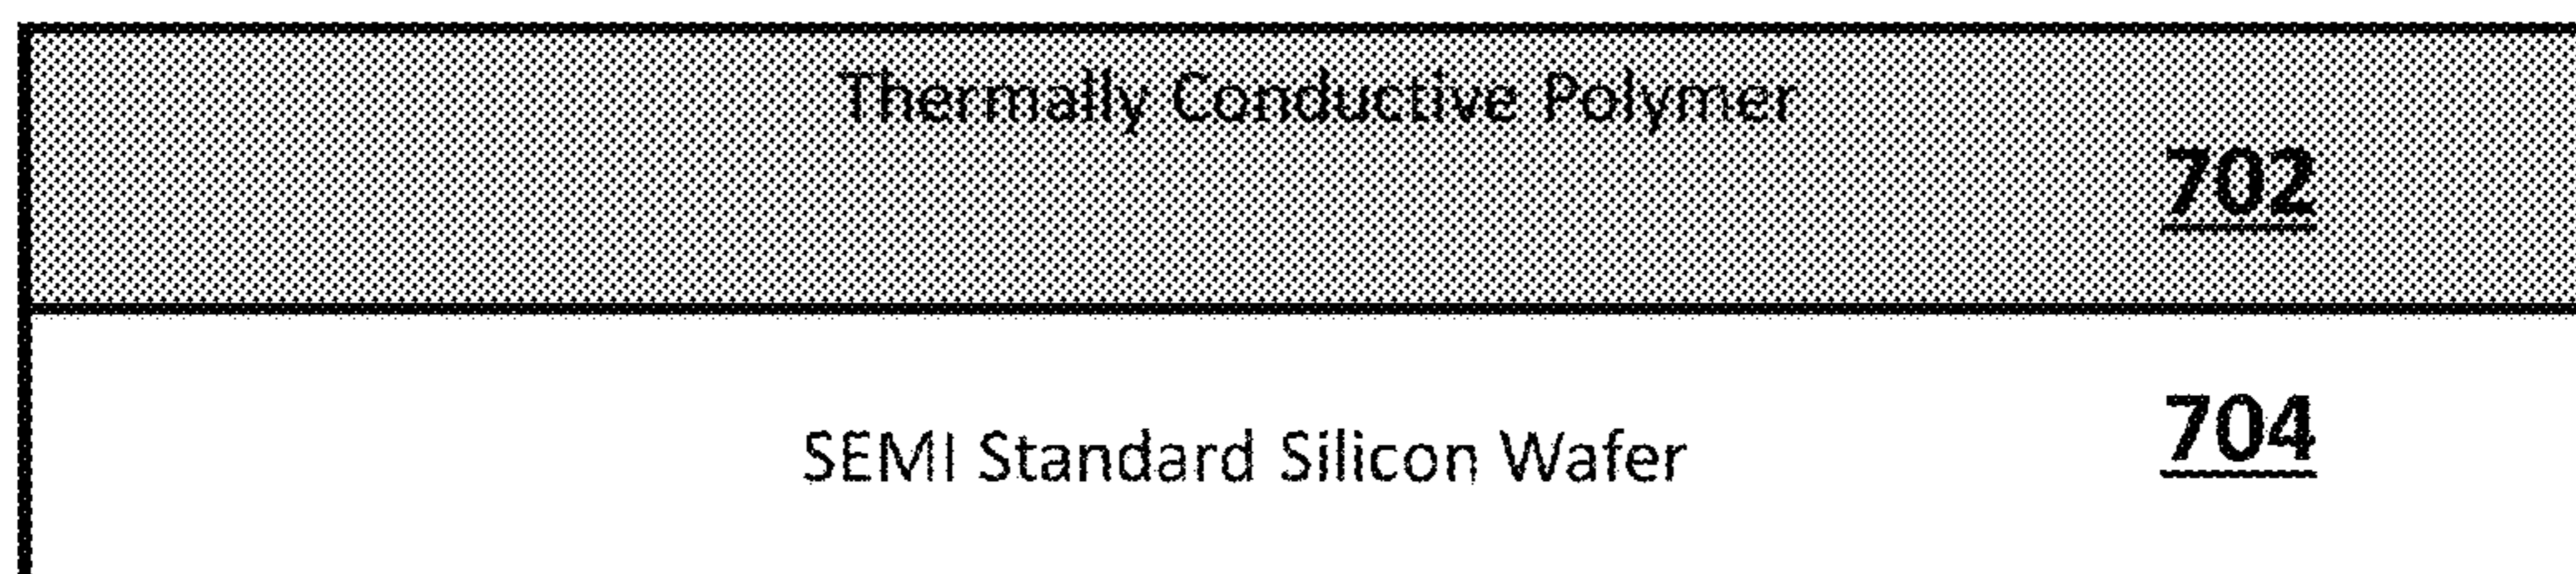 Thermally Conductive Polymer
702
704
SEMI Standard Silicon Wafer